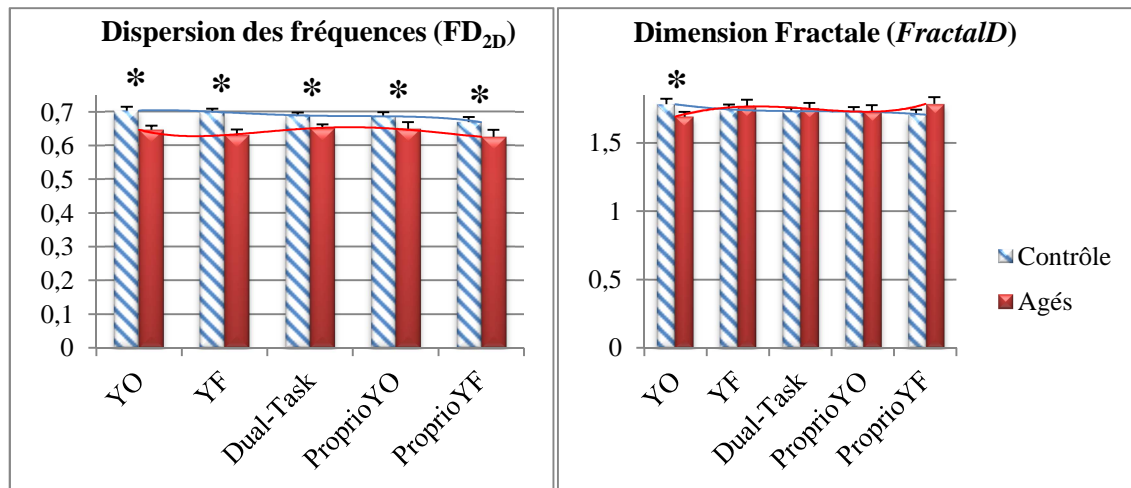 Dispersion des fréquences (FD2D)
* * * * *
0,7
0,6
0,5
0,4
0,3
0,2
0,1
0
YO
YF
Dual-Task
ProprioYO
ProprioYF
Dimension Fractale (FractalD)
*
1,5
1
0,5
0
YO
YF
Dual-Task
ProprioYO
ProprioYF
Contrôle
Agés